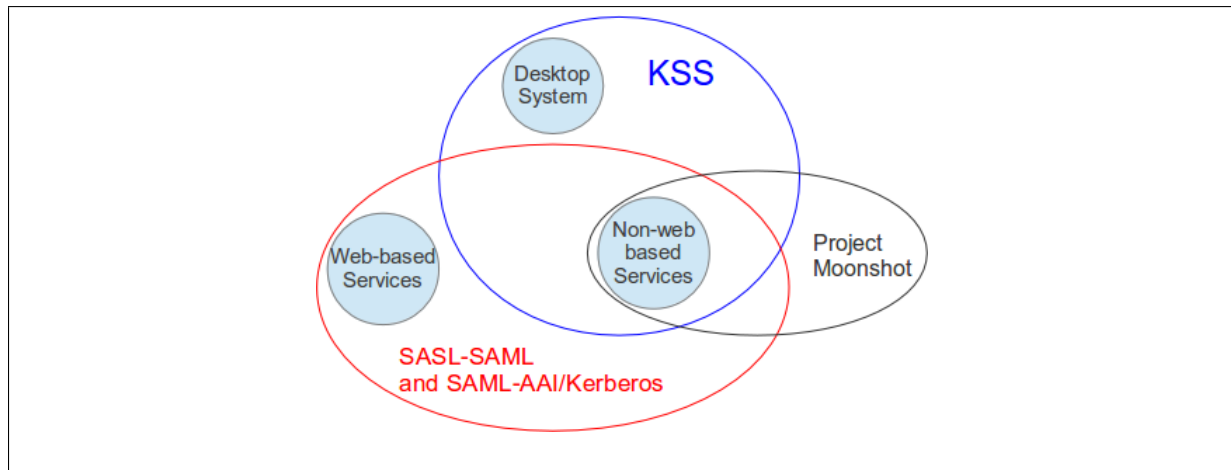 Desktop
System
KSS
Non-web
based
Services
Project
Moonshot
Web-based
Services
SASL-SAML
and SAML-AAI/Kerberos